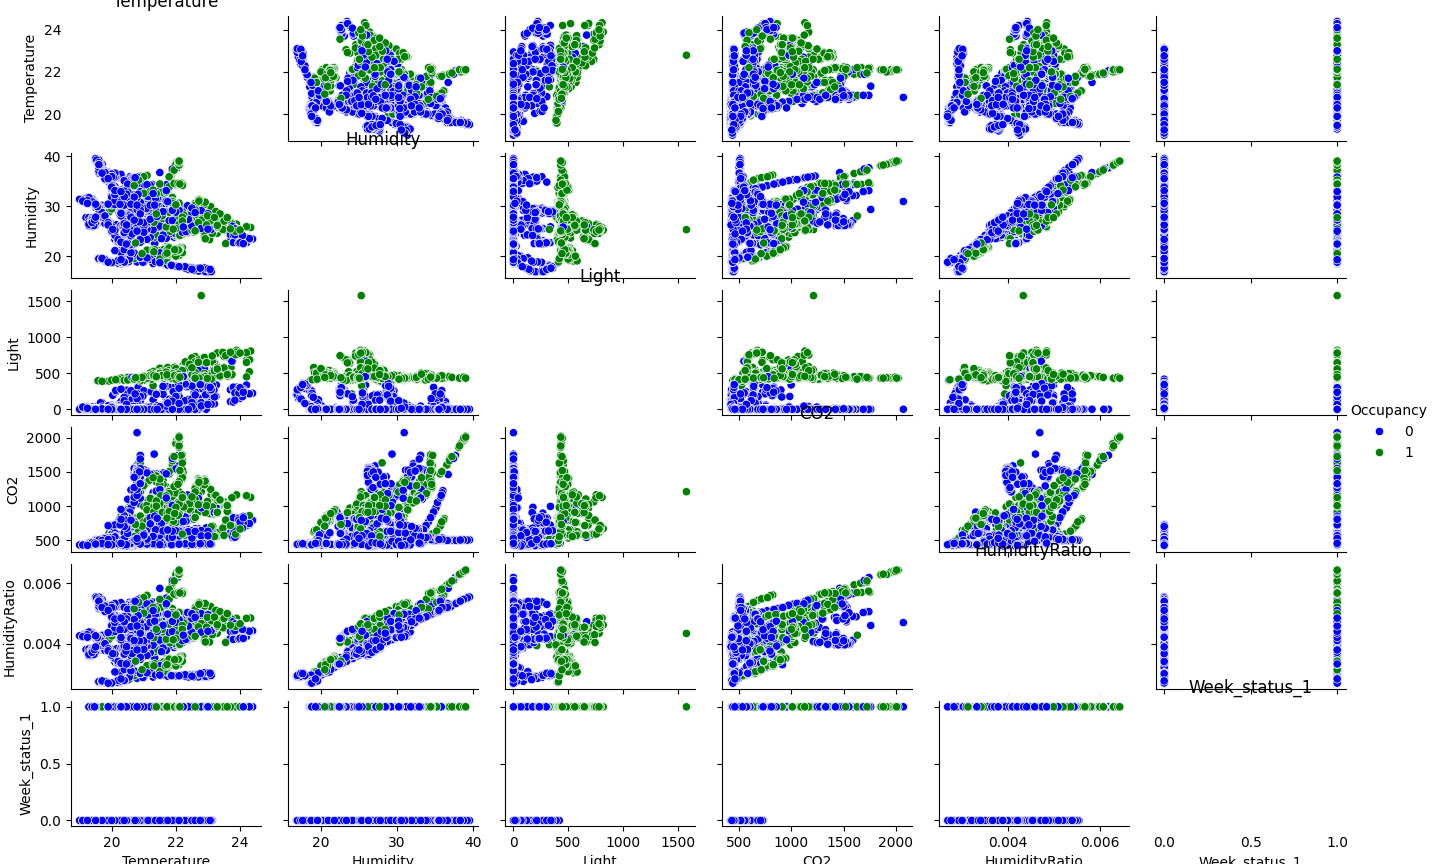 Temperature
Temperature
24
22
20
Humidity
Humidity
40
30
20
Light
Light
1500
1000
500
0
CO2
Occupancy
0
1
CO2
2000
1500
1000
500
HumidityRatio
HumidityRatio
0.006
0.004
Week_status_1
Week_status_1
1.0
0.5
0.0
20 22 24
20 30 40
0 500 1000 1500
500 1000 1500 2000
0.004 0.006
0.0 0.5 1.0
Temperature Humidity Light CO2 HumidityRatio Week_status_1